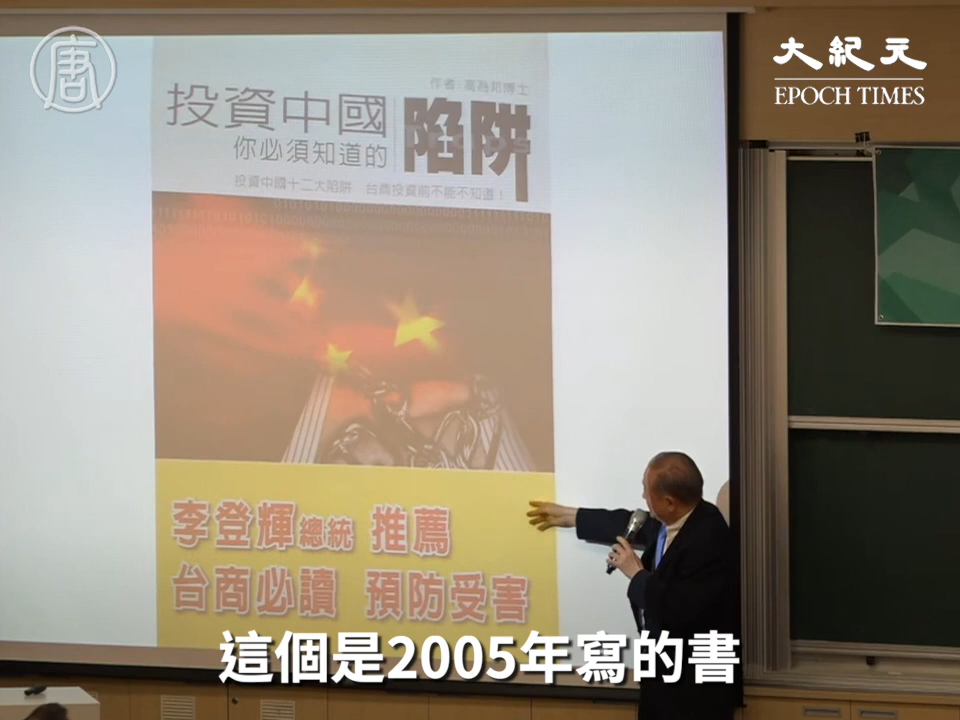 唐
大紀元
EPOCH TIMES
作者：高為邦博士
投資中國
你必須知道的
陷阱
投資中國十二大陷阱 台商投資前不能不知道！
李登輝總統 推薦
台商必讀 預防受害
這個是2005年寫的書